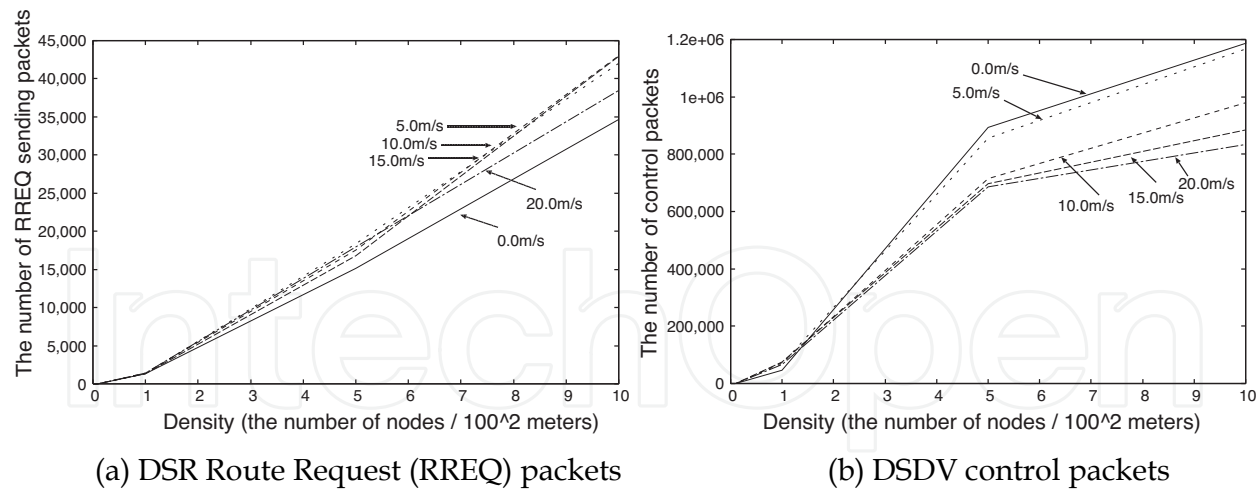 The number of RREQ sending packets
45,000
40,000
35,000
30,000
25,000
20,000
15,000
10,000
5,000
0
5.0m/s
10.0m/s
15.0m/s
20.0m/s
0.0m/s
0 1 2 3 4 5 6 7 8 9 10
Density (the number of nodes / 100^2 meters)
(a) DSR Route Request (RREQ) packets
The number of control packets
1.2e+06
1e+06
800,000
600,000
400,000
200,000
0
0.0m/s
5.0m/s
10.0m/s
15.0m/s
20.0m/s
0 1 2 3 4 5 6 7 8 9 10
Density (the number of nodes / 100^2 meters)
(b) DSDV control packets
IntechOpen